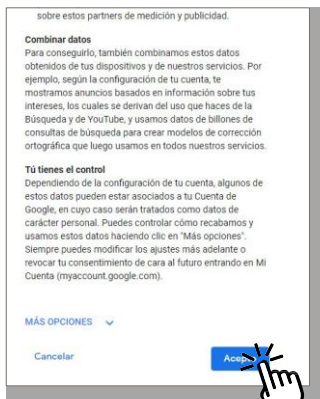 sobre estos partners de medición y publicidad.
Combinar datos
Para conseguirlo, también combinamos estos datos
obtenidos de tus dispositivos y de nuestros servicios. Por
ejemplo, según la configuración de tu cuenta, te
mostramos anuncios basados en información sobre tus
intereses, los cuales se derivan del uso que haces de la
Búsqueda y de YouTube, y usamos datos de billones de
consultas de búsqueda para crear modelos de corrección
ortográfica que luego usamos en todos nuestros servicios.
Tú tienes el control
Dependiendo de la configuración de tu cuenta, algunos de
estos datos pueden estar asociados a tu Cuenta de
Google, en cuyo caso serán tratados como datos de
carácter personal. Puedes controlar cómo recabamos y
usamos estos datos haciendo clic en "Más opciones".
Siempre puedes modificar los ajustes más adelante o
revocar tu consentimiento de cara al futuro entrando en Mi
Cuenta (myaccount.google.com).
MÁS OPCIONES
Cancelar